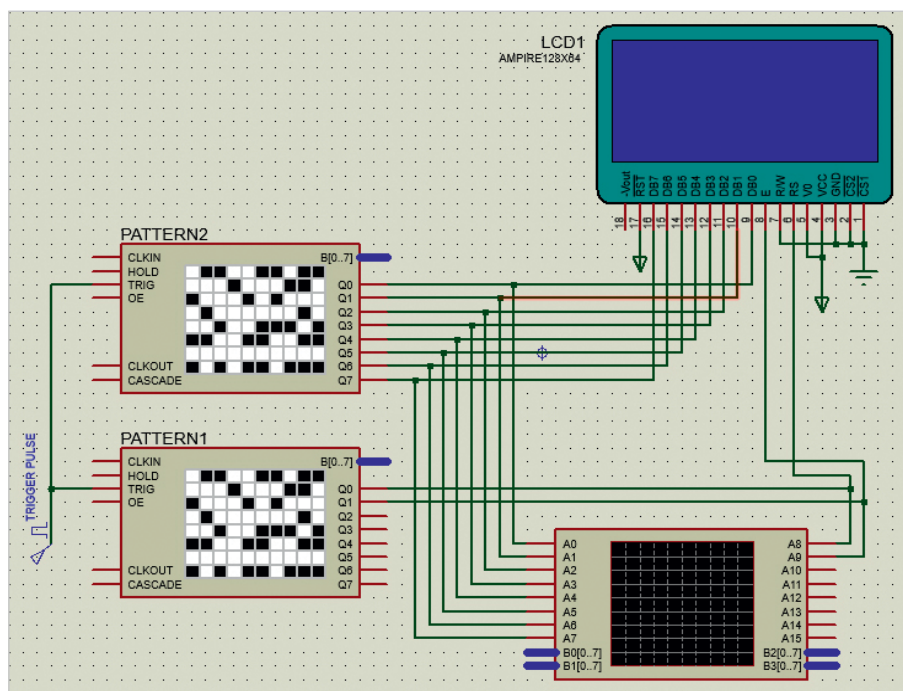 LCD1
AMPIRE128X64
-Vout
RST
DB7
DB6
DB5
DB4
DB3
DB2
DB1
DB0
E
R/W
RS
V0
VCC
GND
CS2
CS1
18
17
16
15
14
13
12
11
10
9
8
7
6
5
4
3
2
1
PATTERN2
CLKIN
HOLD
TRIG
OE
CLKOUT
CASCADE
B[0..7]
Q0
Q1
Q2
Q3
Q4
Q5
Q6
Q7
TRIGGER PULSE
PATTERN1
CLKIN
HOLD
TRIG
OE
CLKOUT
CASCADE
B[0..7]
Q0
Q1
Q2
Q3
Q4
Q5
Q6
Q7
A0
A1
A2
A3
A4
A5
A6
A7
B0[0..7]
B1[0..7]
A8
A9
A10
A11
A12
A13
A14
A15
B2[0..7]
B3[0..7]